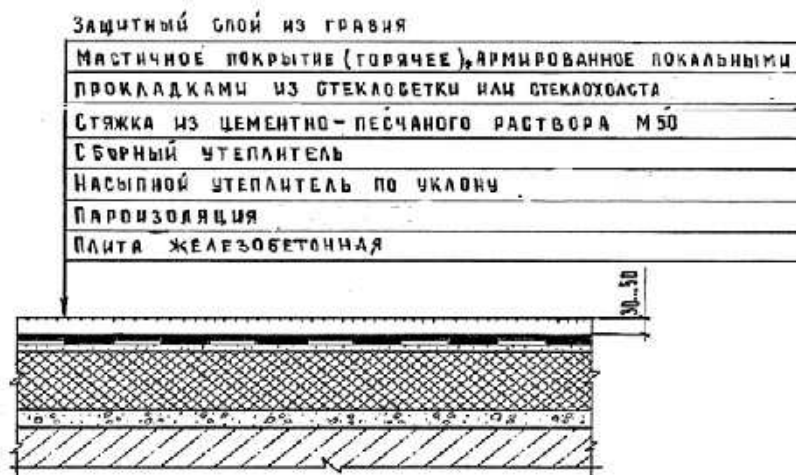 Защитный слой из гравия
Мастичное покрытие (горячее), армированное локальными
прокладками из стеклосетки или стеклохолста
Стяжка из цементно-песчаного раствора М50
Сборный утеплитель
Насыпной утеплитель по уклону
Пароизоляция
Плита железобетонная
30...50